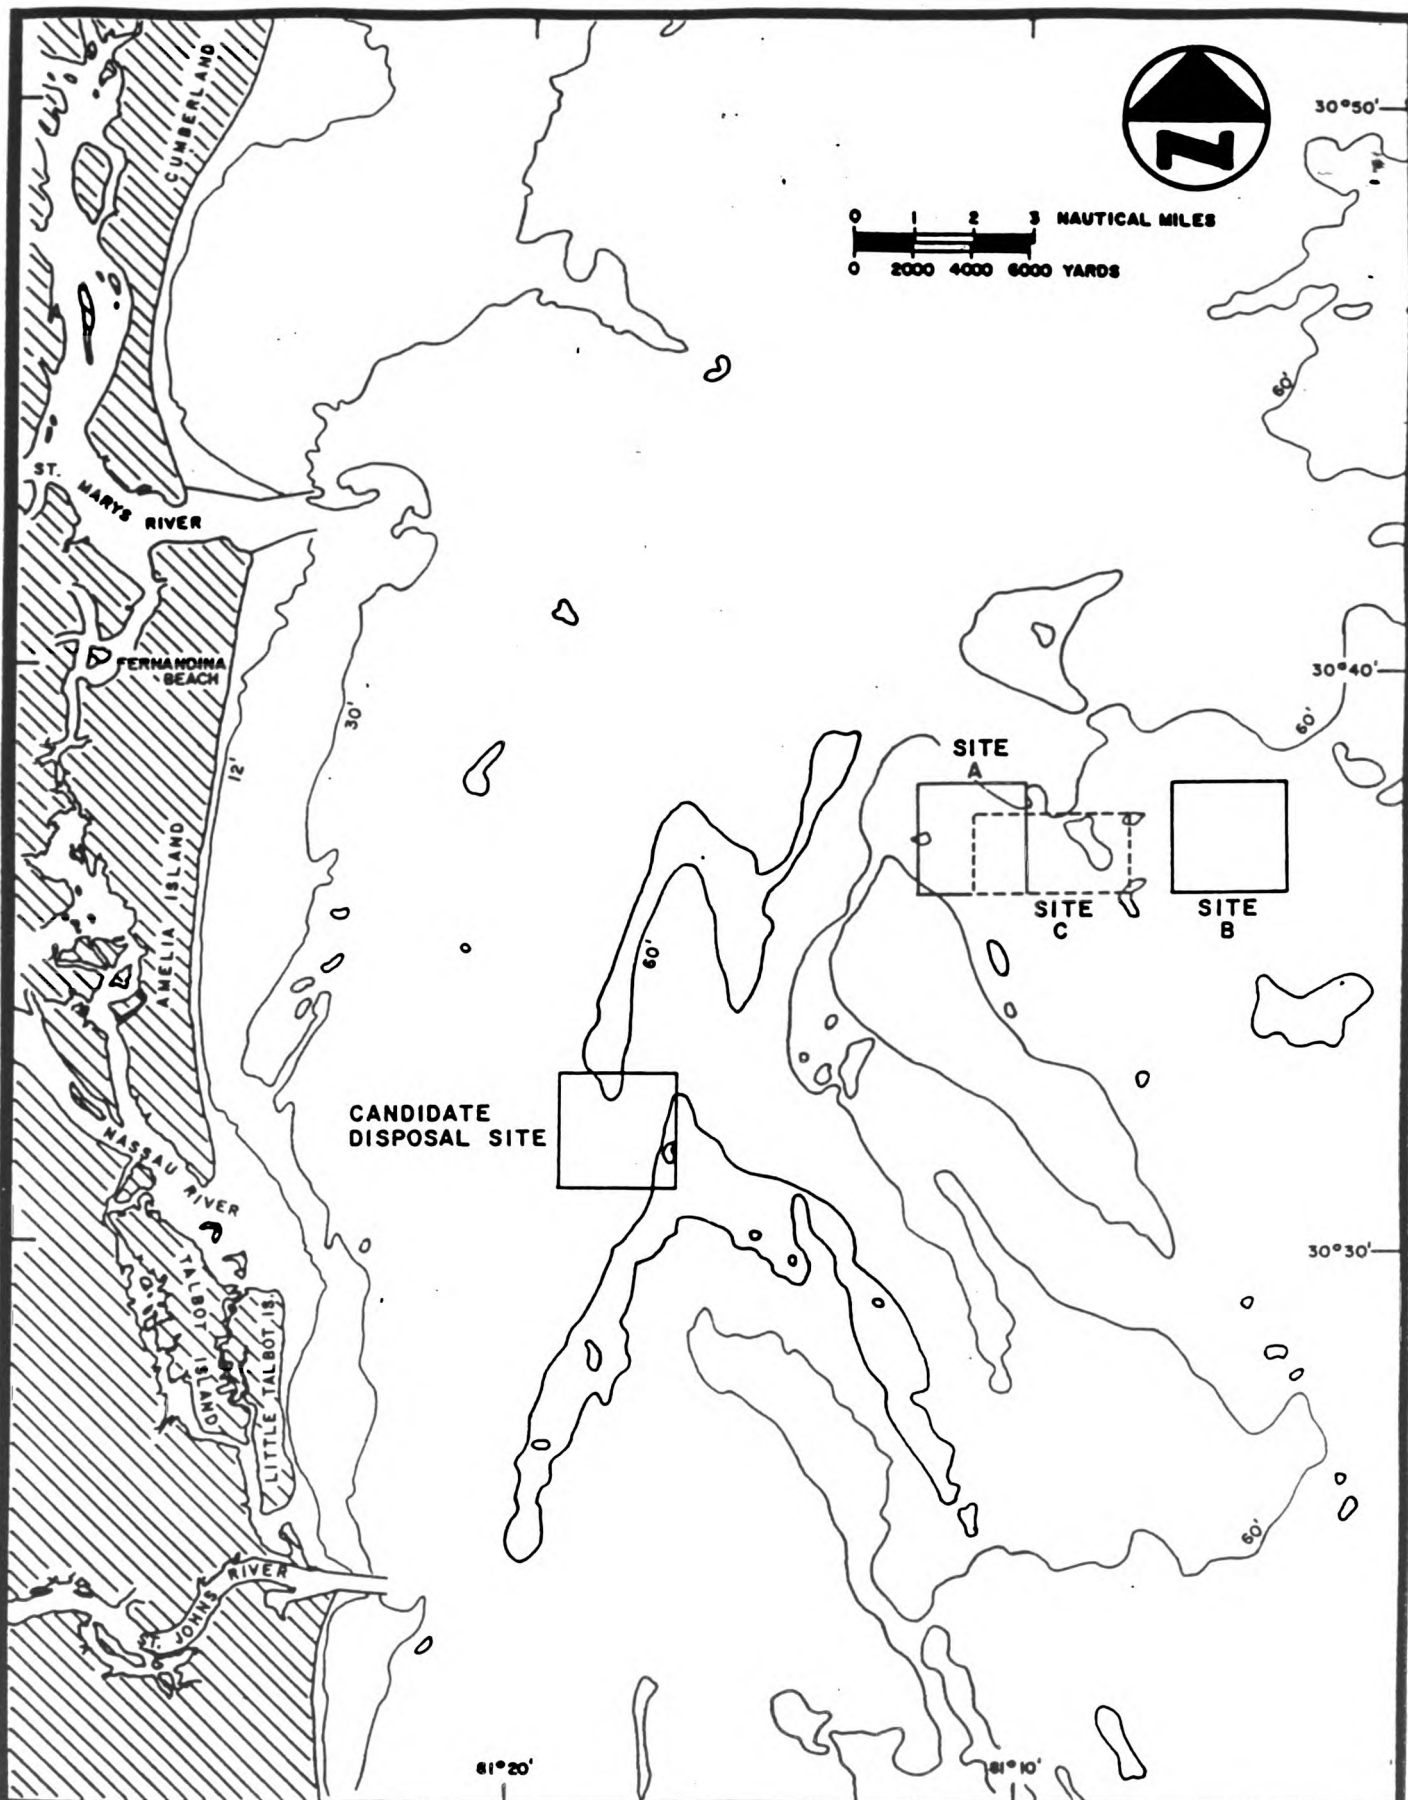 CUMBERLAND
N
30°50'
0 1 2 3 NAUTICAL MILES
0 2000 4000 6000 YARDS
60'
ST.
MARYS RIVER
FERNANDINA
BEACH
30°40'
30'
60'
12'
SITE
A
AMELIA ISLAND
SITE
C
SITE
B
60'
CANDIDATE
DISPOSAL SITE
NASSAU RIVER
30°30'
TALBOT ISLAND
LITTLE TALBOT IS.
60'
ST. JOHNS RIVER
81°20'
81°10'